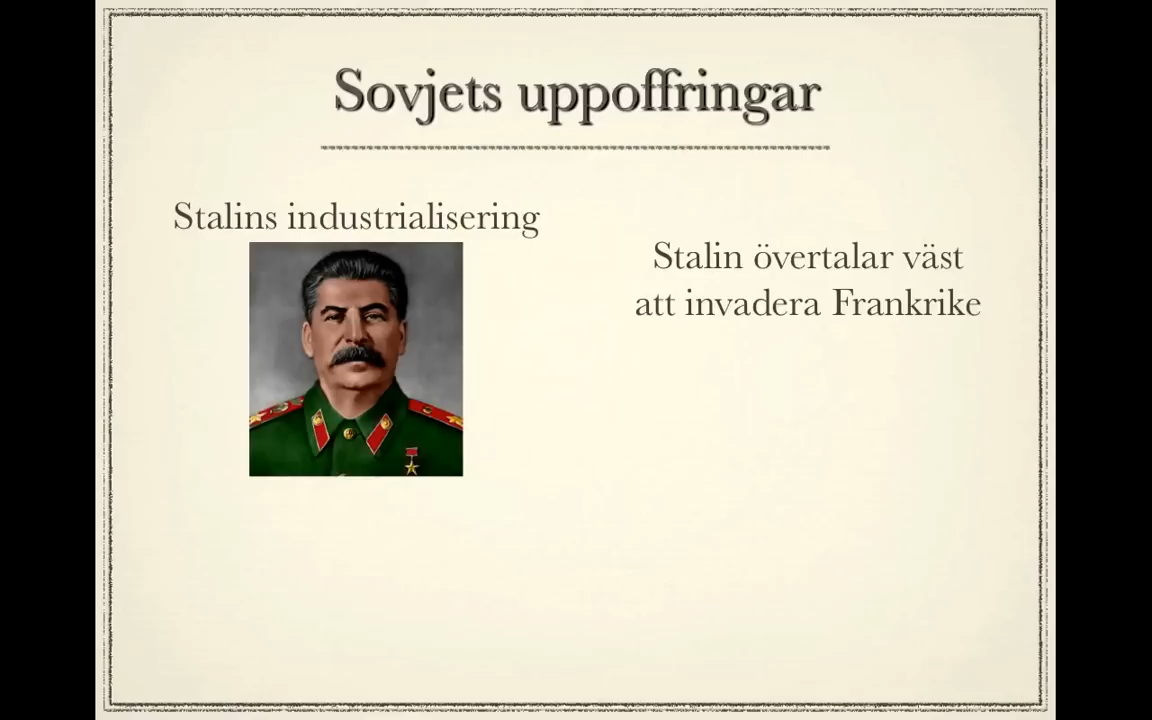 Sovjets uppoffringar
Stalins industrialisering
Stalin övertalar väst
att invadera Frankrike